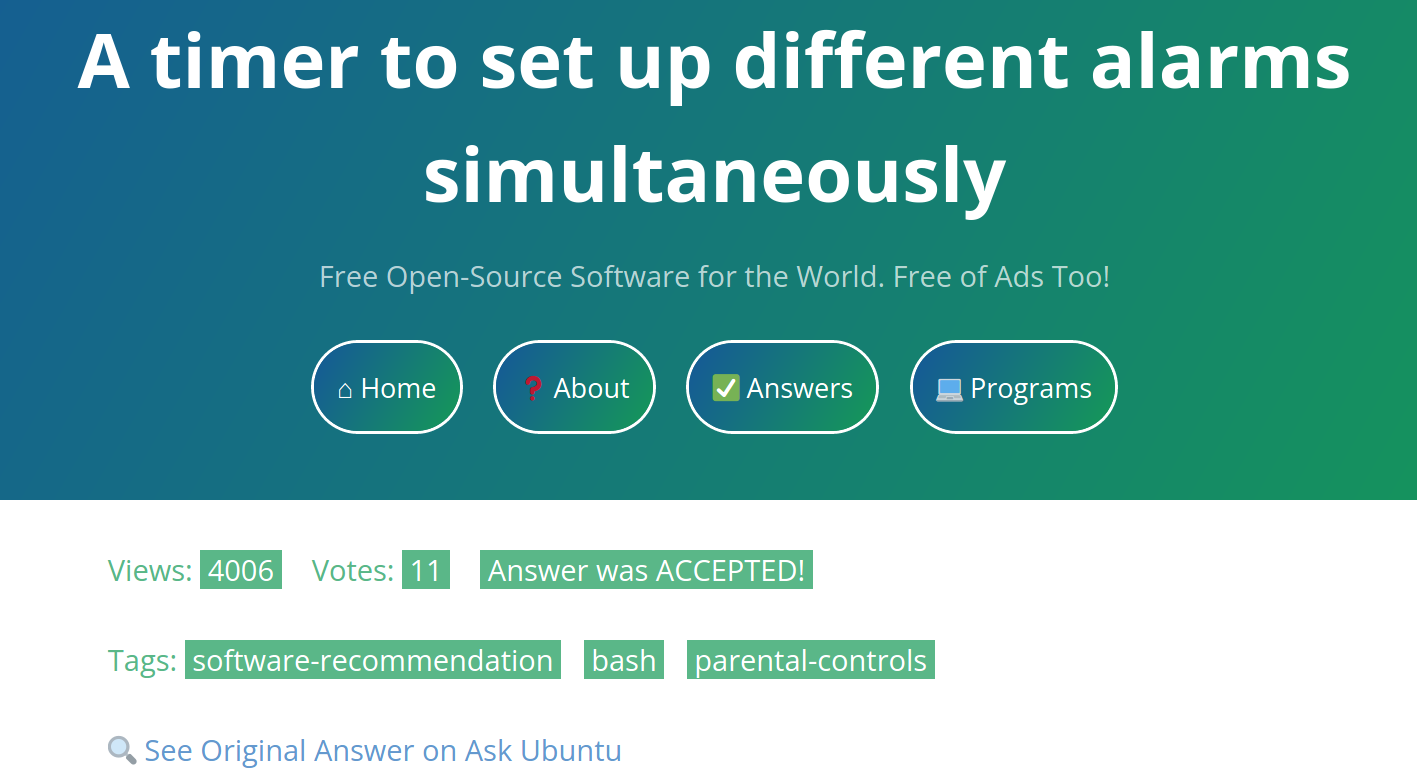 A timer to set up different alarms
simultaneously
Free Open-Source Software for the World. Free of Ads Too!
⌂ Home ❓ About ✅ Answers 💻 Programs
Views: 4006 Votes: 11 Answer was ACCEPTED!
Tags: software-recommendation bash parental-controls
🔍 See Original Answer on Ask Ubuntu